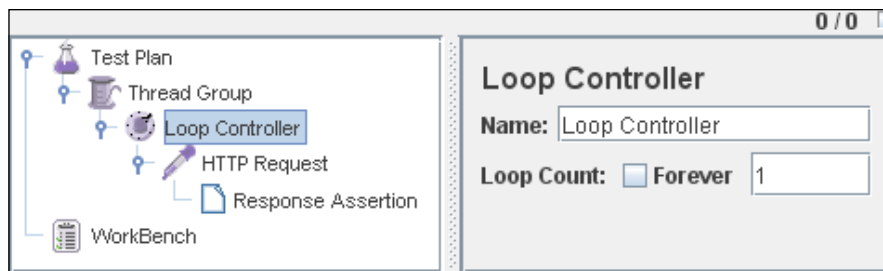 0 / 0
Test Plan
Thread Group
Loop Controller
HTTP Request
Response Assertion
WorkBench
Loop Controller
Name: Loop Controller
Loop Count: Forever 1